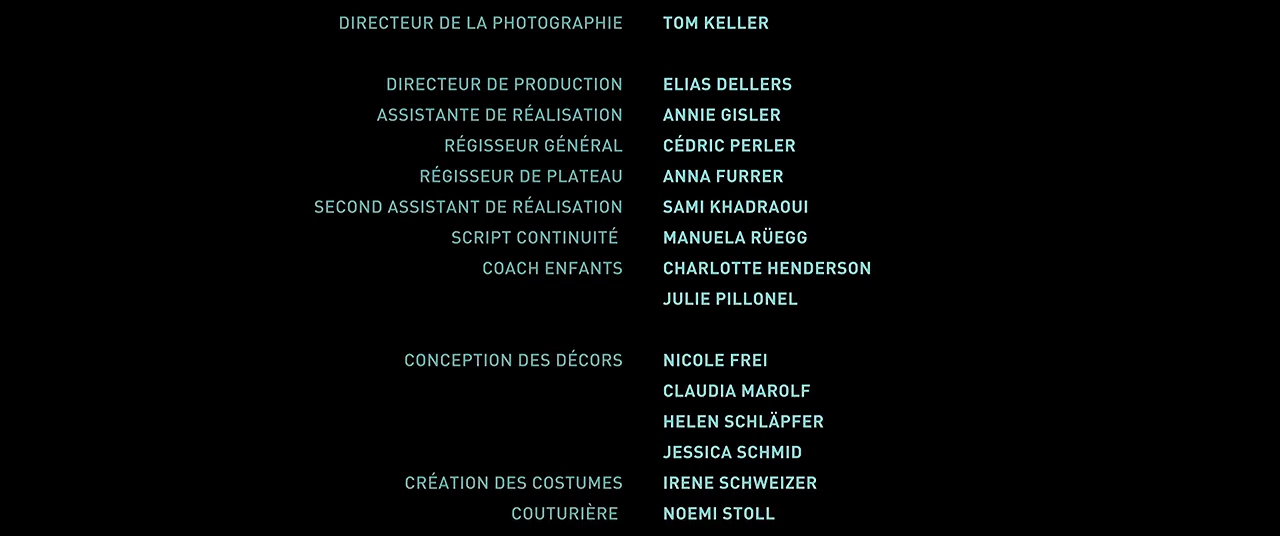 DIRECTEUR DE LA PHOTOGRAPHIE TOM KELLER
DIRECTEUR DE PRODUCTION ELIAS DELLERS
ASSISTANTE DE RÉALISATION ANNIE GISLER
RÉGISSEUR GÉNÉRAL CÉDRIC PERLER
RÉGISSEUR DE PLATEAU ANNA FURRER
SECOND ASSISTANT DE RÉALISATION SAMI KHADRAOUI
SCRIPT CONTINUITÉ MANUELA RÜEGG
COACH ENFANTS CHARLOTTE HENDERSON
JULIE PILLONEL
CONCEPTION DES DÉCORS NICOLE FREI
CLAUDIA MAROLF
HELEN SCHLÄPFER
JESSICA SCHMID
CRÉATION DES COSTUMES IRENE SCHWEIZER
COUTURIÈRE NOEMI STOLL